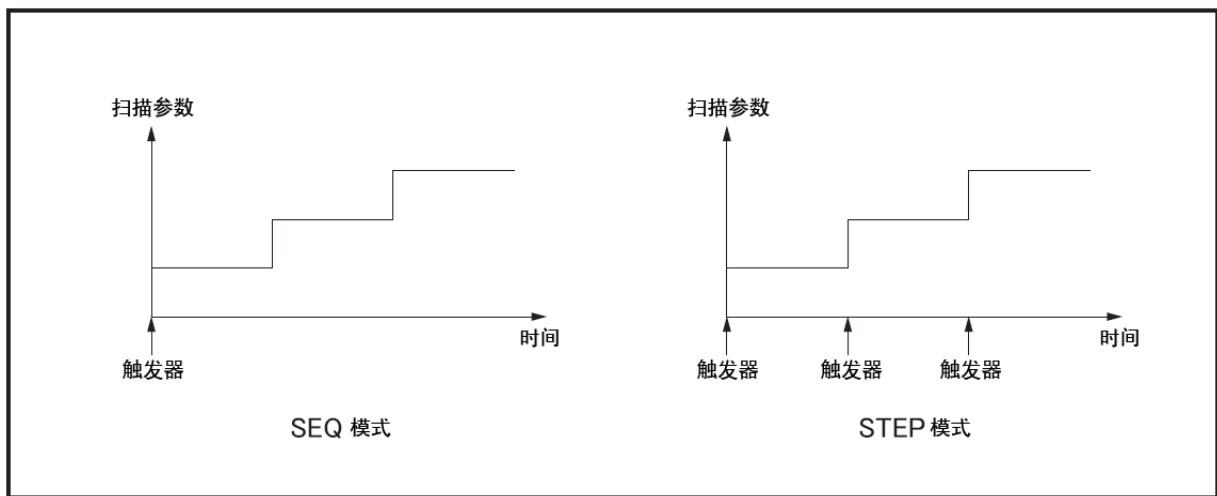 扫描参数
时间
触发器
SEQ 模式
扫描参数
时间
触发器 触发器 触发器
STEP 模式